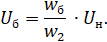 U_б = w_б / w_2 · U_н.